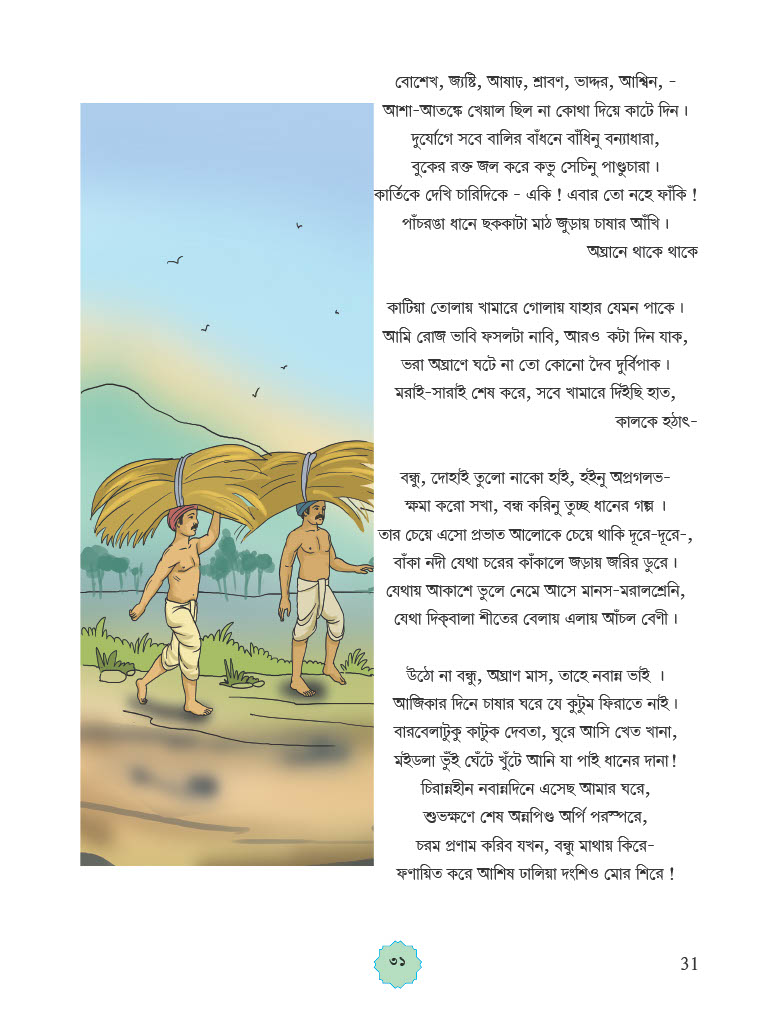 বোশেখ, জ্যষ্টি, আষাঢ়, শ্রাবণ, ভাদ্দর, আশ্বিন, -
আশা-আতঙ্কে খেয়াল ছিল না কোথা দিয়ে কাটে দিন।
দুর্যোগে সবে বালির বাঁধনে বাঁধিনু বন্যাধারা,
বুকের রক্ত জল করে কভু সেচিনু পাণ্ডুচারা।
কার্তিকে দেখি চারিদিকে - একি ! এবার তো নহে ফাঁকি !
পাঁচরঙা ধানে ছককাটা মাঠ জুড়ায় চাষার আঁখি।
অঘ্রানে থাকে থাকে
কাটিয়া তোলায় খামারে গোলায় যাহার যেমন পাকে।
আমি রোজ ভাবি ফসলটা নাবি, আরও কটা দিন যাক,
ভরা অঘ্রাণে ঘটে না তো কোনো দৈব দুর্বিপাক।
মরাই-সারাই শেষ করে, সবে খামারে দিইছি হাত,
কালকে হঠাৎ-
বন্ধু, দোহাই তুলো নাকো হাই, হইনু অপ্রগলভ-
ক্ষমা করো সখা, বন্ধ করিনু তুচ্ছ ধানের গল্প ।
তার চেয়ে এসো প্রভাত আলোকে চেয়ে থাকি দূরে-দূরে-,
বাঁকা নদী যেথা চরের কাঁকালে জড়ায় জরির ডুরে।
যেথায় আকাশে ভুলে নেমে আসে মানস-মরালশ্রেনি,
যেথা দিক্‌বালা শীতের বেলায় এলায় আঁচল বেণী।
উঠো না বন্ধু, অঘ্রাণ মাস, তাহে নবান্ন ভাই ।
আজিকার দিনে চাষার ঘরে যে কুটুম ফিরাতে নাই।
বারবেলাটুকু কাটুক দেবতা, ঘুরে আসি খেত খানা,
মইডলা ভুঁই ঘেঁটে খুঁটে আনি যা পাই ধানের দানা!
চিরান্নহীন নবান্নদিনে এসেছ আমার ঘরে,
শুভক্ষণে শেষ অন্নপিণ্ড অর্পি পরস্পরে,
চরম প্রণাম করিব যখন, বন্ধু মাথায় কিরে-
ফণায়িত করে আশিষ ঢালিয়া দংশিও মোর শিরে !
৩১
31